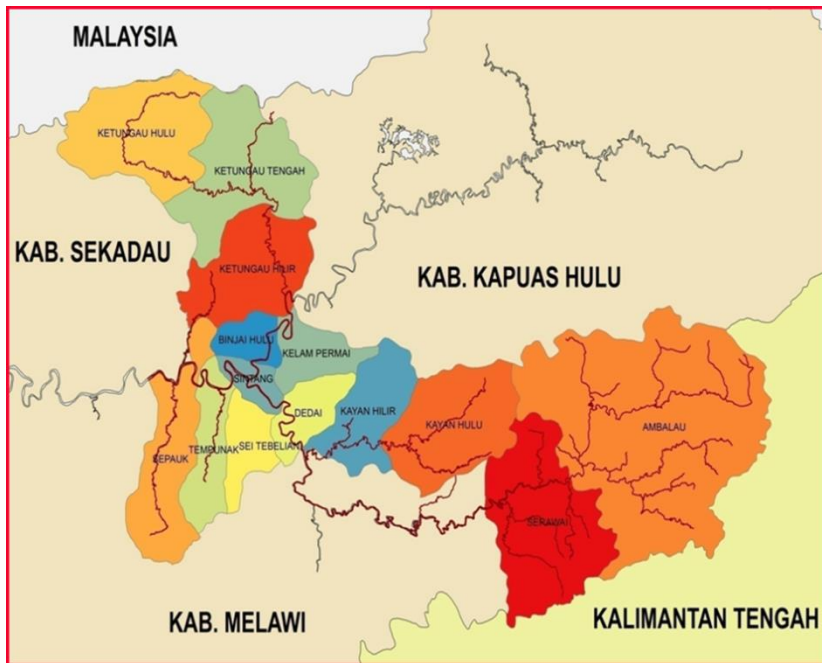 MALAYSIA
KETUNGAU HULU
KETUNGAU TENGAH
KAB. SEKADAU
KETUNGAU HILIR
KAB. KAPUAS HULU
BINJAI HULU
KELAM PERMAI
SINTANG
DEDAI
KAYAN HILIR
KAYAN HULU
AMBALAU
SEPAUK
TEMPUNAK
SEI TEBELIAN
SERAWAI
KAB. MELAWI
KALIMANTAN TENGAH